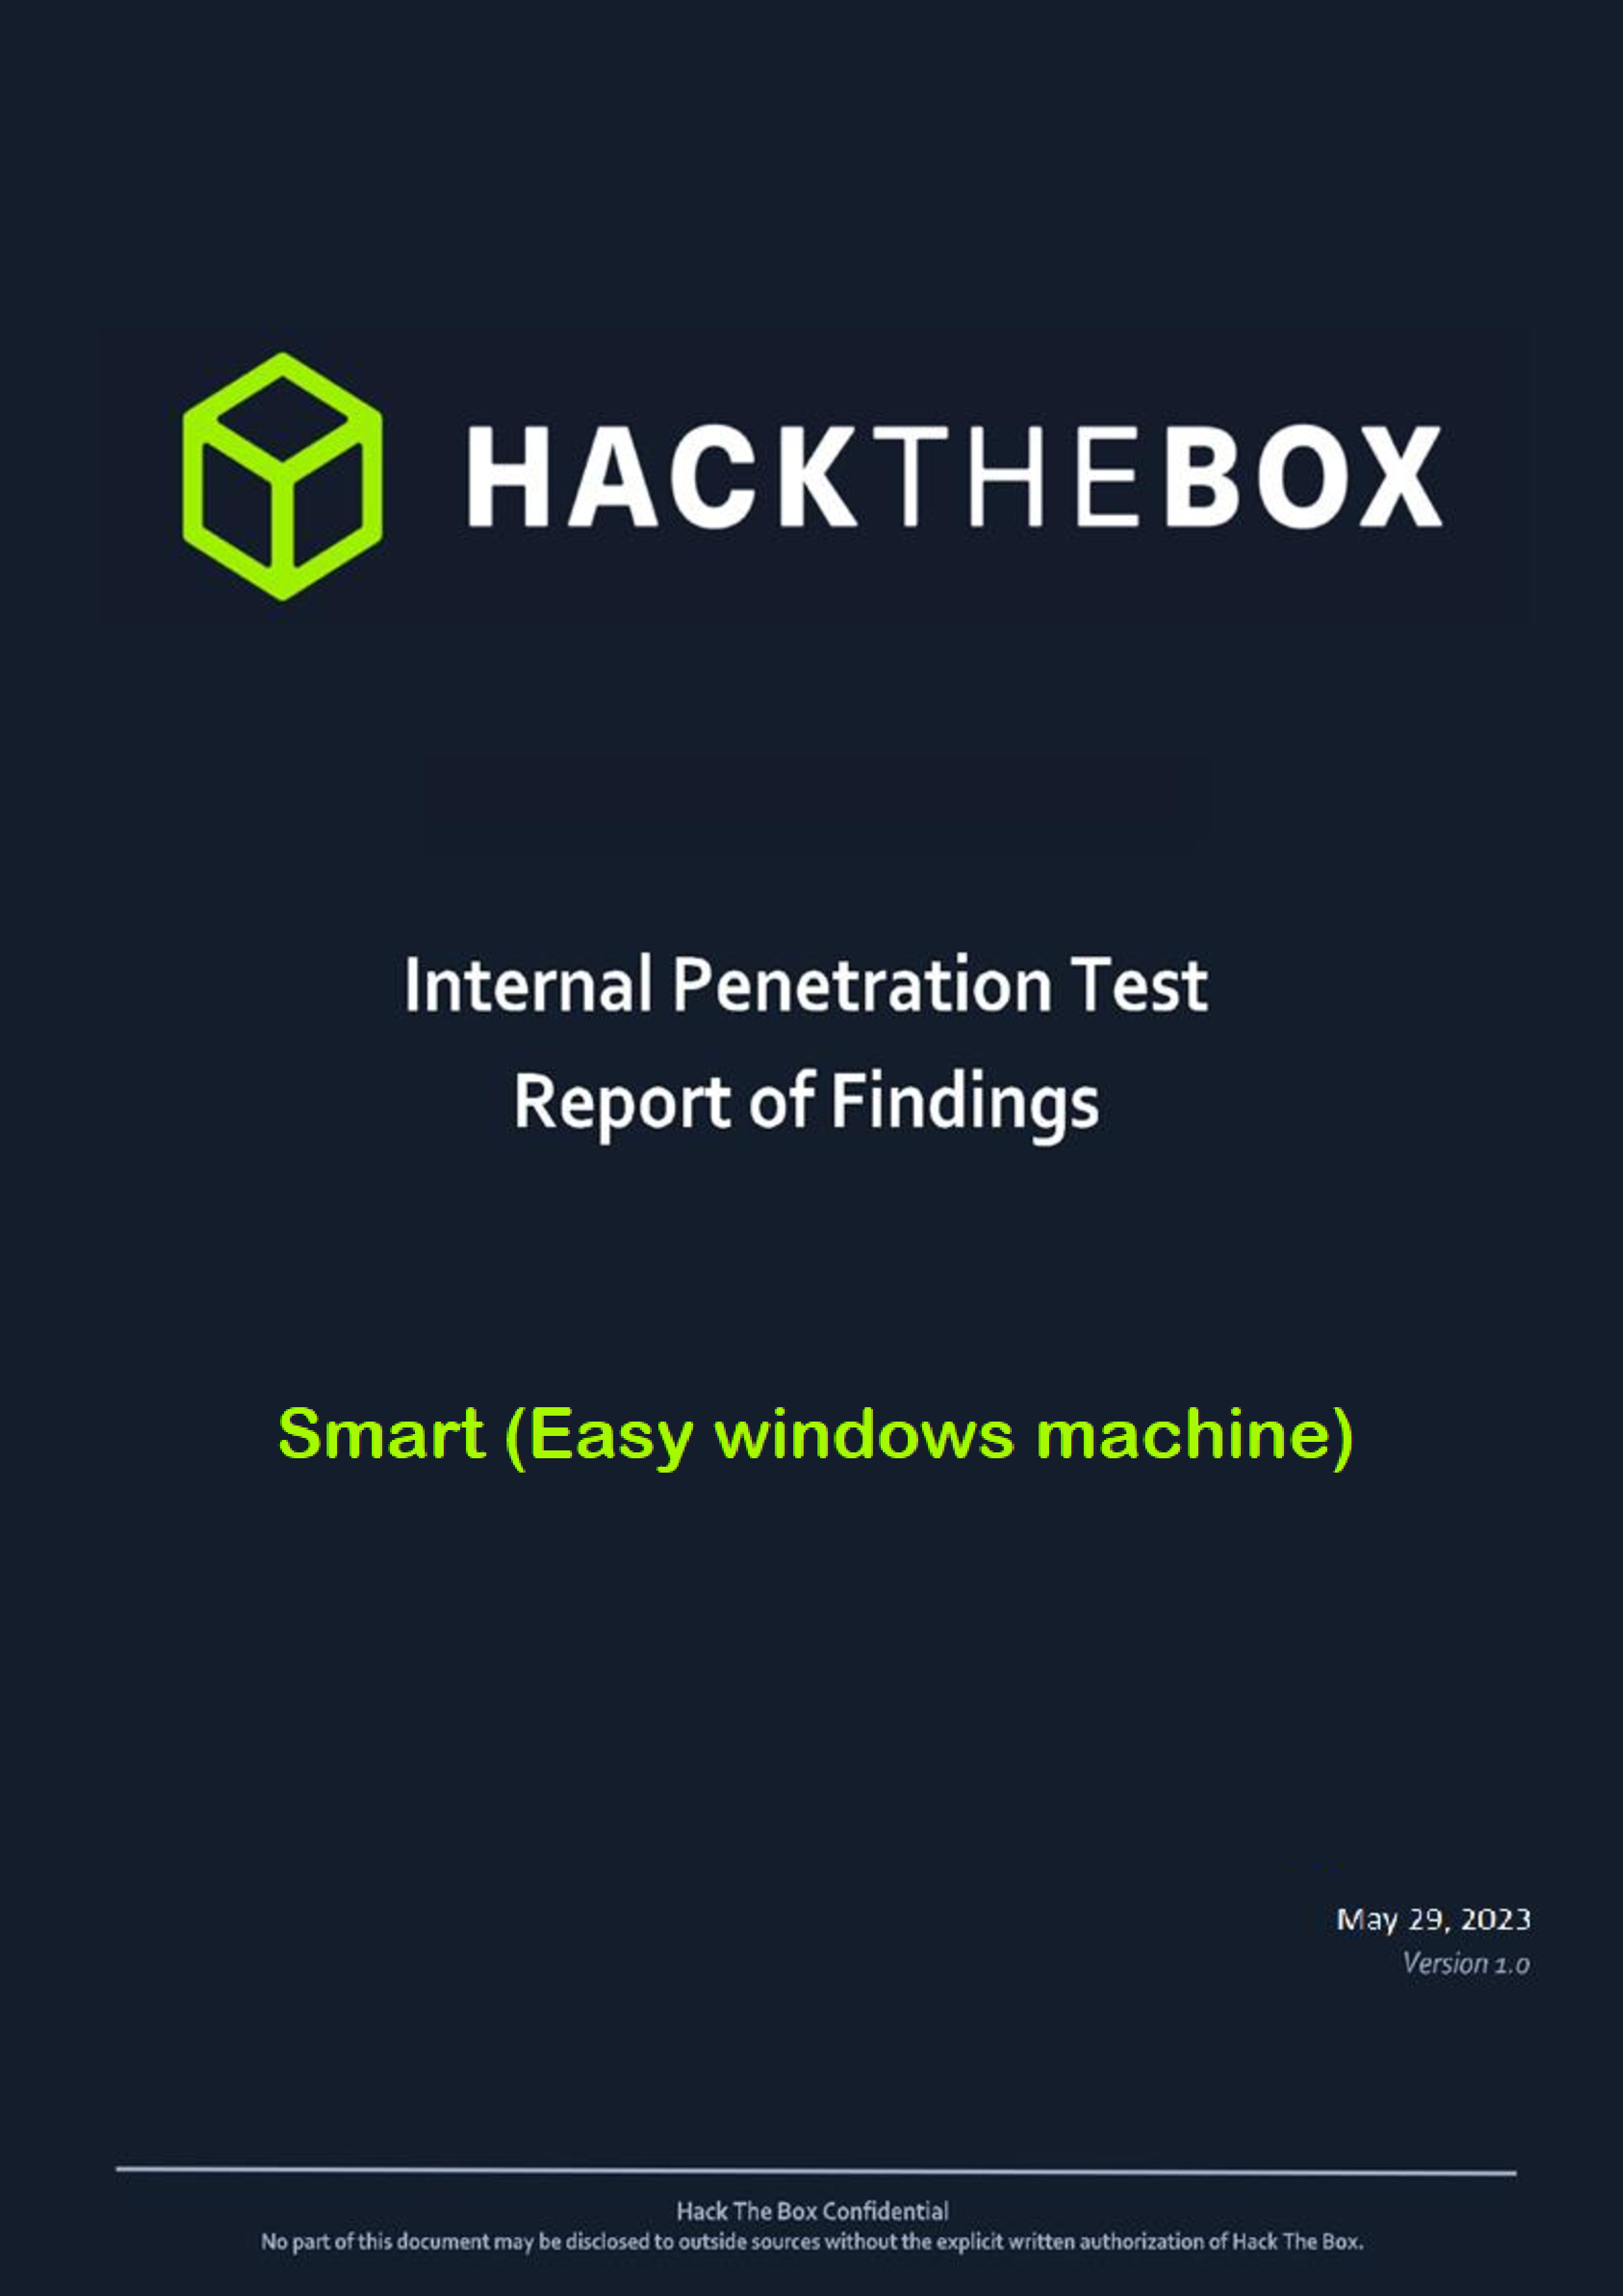 HACKTHEBOX
Internal Penetration Test
Report of Findings
Smart (Easy windows machine)
May 29, 2023
Version 1.0
Hack The Box Confidential
No part of this document may be disclosed to outside sources without the explicit written authorization of Hack The Box.